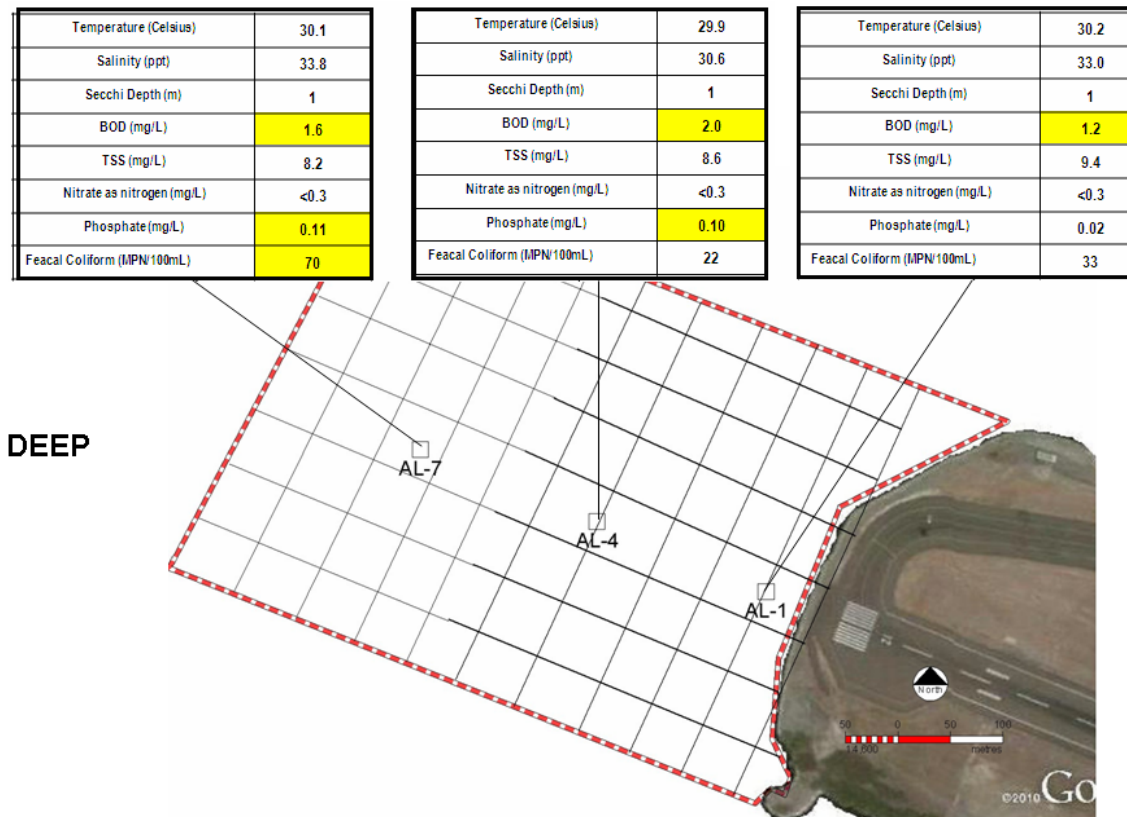 Temperature (Celsius) 30.1
Salinity (ppt) 33.8
Secchi Depth (m) 1
BOD (mg/L) 1.6
TSS (mg/L) 8.2
Nitrate as nitrogen (mg/L) <0.3
Phosphate (mg/L) 0.11
Feacal Coliform (MPN/100mL) 70
Temperature (Celsius) 29.9
Salinity (ppt) 30.6
Secchi Depth (m) 1
BOD (mg/L) 2.0
TSS (mg/L) 8.6
Nitrate as nitrogen (mg/L) <0.3
Phosphate (mg/L) 0.10
Feacal Coliform (MPN/100mL) 22
Temperature (Celsius) 30.2
Salinity (ppt) 33.0
Secchi Depth (m) 1
BOD (mg/L) 1.2
TSS (mg/L) 9.4
Nitrate as nitrogen (mg/L) <0.3
Phosphate (mg/L) 0.02
Feacal Coliform (MPN/100mL) 33
DEEP
AL-7
AL-4
AL-1
North
50 0 50 100
metres
©2010 Go